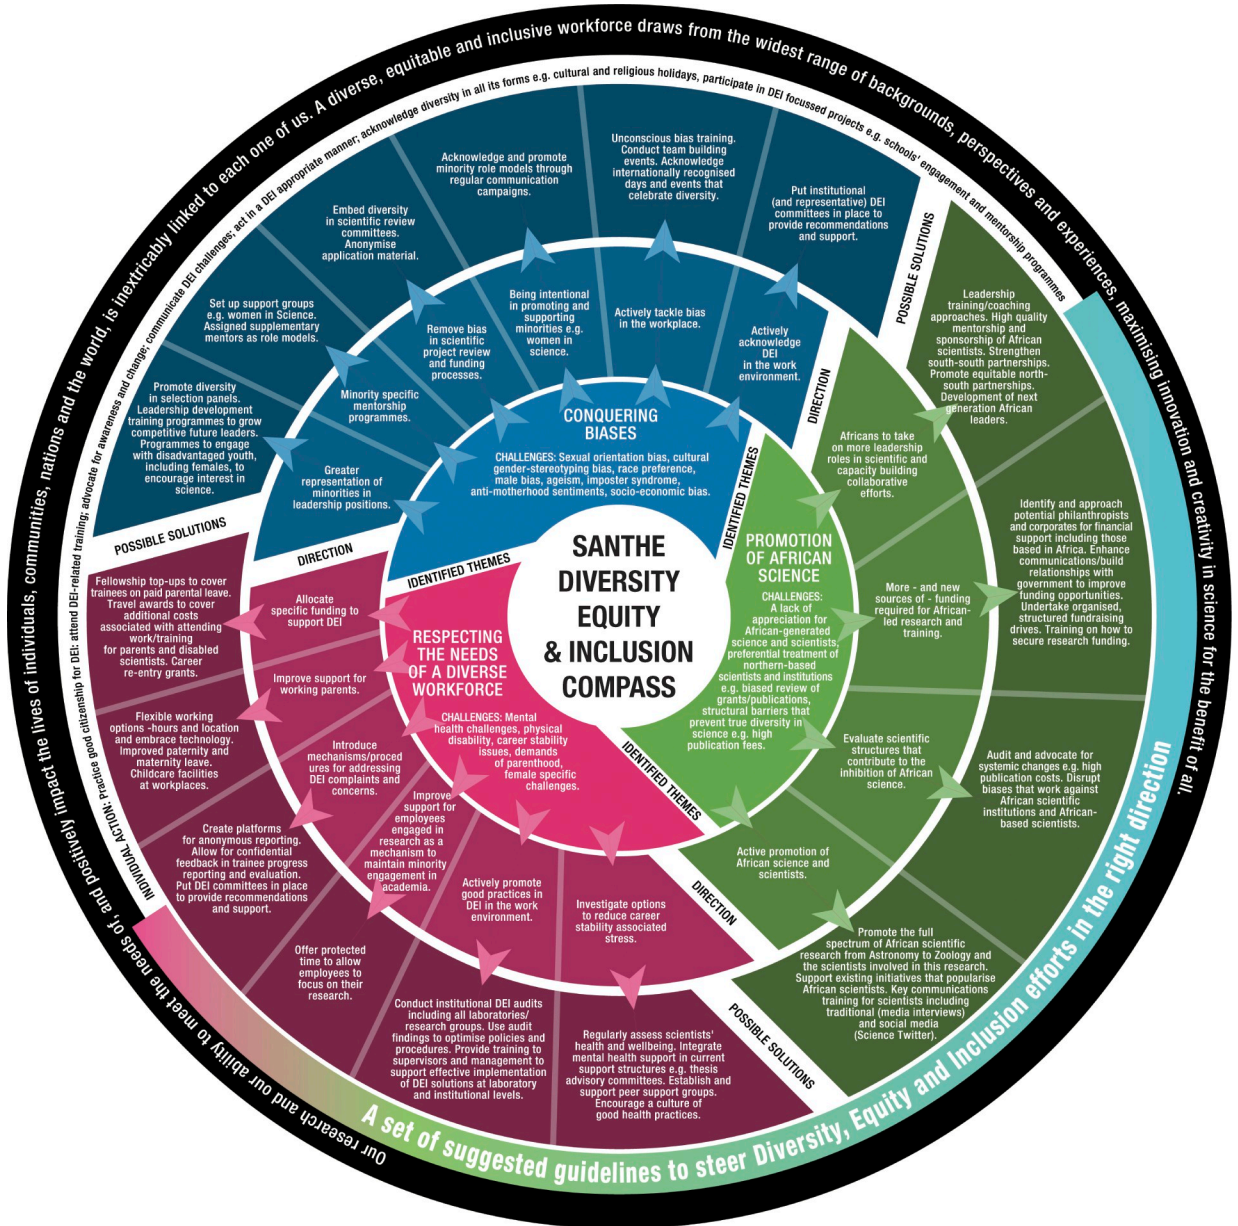 Our research and our ability to meet the needs of, and positively impact the lives of individuals, communities, nations and the world, is inextricably linked to each one of us. A diverse, equitable and inclusive workforce draws from the widest range of backgrounds, perspectives and experiences, maximising innovation and creativity in science for the benefit of all.
INDIVIDUAL ACTION: Practice good citizenship for DEI: attend DEI-related training; advocate for awareness and change; communicate DEI challenges; act in a DEI appropriate manner; acknowledge diversity in all its forms e.g. cultural and religious holidays, participate in DEI focussed projects e.g. schools' engagement and mentorship programmes
A set of suggested guidelines to steer Diversity, Equity and Inclusion efforts in the right direction
SANTHE
DIVERSITY
EQUITY
& INCLUSION
COMPASS
IDENTIFIED THEMES
CONQUERING
BIASES
CHALLENGES: Sexual orientation bias, cultural
gender-stereotyping bias, race preference,
male bias, ageism, imposter syndrome,
anti-motherhood sentiments, socio-economic bias.
DIRECTION
Greater
representation of
minorities in
leadership positions.
Minority specific
mentorship
programmes.
Remove bias
in scientific
project review
and funding
processes.
Being intentional
in promoting and
supporting
minorities e.g.
women in
science.
Actively tackle bias
in the workplace.
Actively
acknowledge
DEI
in the work
environment.
POSSIBLE SOLUTIONS
Promote diversity
in selection panels.
Leadership development
training programmes to grow
competitive future leaders.
Programmes to engage
with disadvantaged youth,
including females, to
encourage interest in
science.
Set up support groups
e.g. women in Science.
Assigned supplementary
mentors as role models.
Embed diversity
in scientific review
committees.
Anonymise
application material.
Acknowledge and promote
minority role models through
regular communication
campaigns.
Unconscious bias training.
Conduct team building
events. Acknowledge
internationally recognised
days and events that
celebrate diversity.
Put institutional
(and representative) DEI
committees in place to
provide recommendations
and support.
IDENTIFIED THEMES
PROMOTION
OF AFRICAN
SCIENCE
CHALLENGES:
A lack of
appreciation for
African-generated
science and scientists,
preferential treatment of
northern-based
scientists and institutions
e.g. biased review of
grants/publications,
structural barriers that
prevent true diversity in
science e.g. high
publication fees.
DIRECTION
Africans to take
on more leadership
roles in scientific and
capacity building
collaborative
efforts.
More - and new
sources of - funding
required for African-
led research and
training.
Evaluate scientific
structures that
contribute to the
inhibition of African
science.
Active promotion of
African science and
scientists.
POSSIBLE SOLUTIONS
Leadership
training/coaching
approaches. High quality
mentorship and
sponsorship of African
scientists. Strengthen
south-south partnerships.
Promote equitable north-
south partnerships.
Development of next
generation African
leaders.
Identify and approach
potential philanthropists
and corporates for financial
support including those
based in Africa. Enhance
communications/build
relationships with
government to improve
funding opportunities.
Undertake organised,
structured fundraising
drives. Training on how to
secure research funding.
Audit and advocate for
systemic changes e.g. high
publication costs. Disrupt
biases that work against
African scientific
institutions and African-
based scientists.
Promote the full
spectrum of African scientific
research from Astronomy to Zoology and
the scientists involved in this research.
Support existing initiatives that popularise
African scientists. Key communications
training for scientists including
traditional (media interviews)
and social media
(Science Twitter).
IDENTIFIED THEMES
RESPECTING
THE NEEDS
OF A DIVERSE
WORKFORCE
CHALLENGES: Mental
health challenges, physical
disability, career stability
issues, demands
of parenthood,
female specific
challenges.
DIRECTION
Allocate
specific funding to
support DEI
Improve support for
working parents.
Introduce
mechanisms/proced
ures for addressing
DEI complaints and
concerns.
Improve
support for
employees
engaged in
research as a
mechanism to
maintain minority
engagement in
academia.
Actively promote
good practices in
DEI in the work
environment.
Investigate options
to reduce career
stability associated
stress.
POSSIBLE SOLUTIONS
Fellowship top-ups to cover
trainees on paid parental leave.
Travel awards to cover
additional costs
associated with attending
work/training
for parents and disabled
scientists. Career
re-entry grants.
Flexible working
options -hours and location
and embrace technology.
Improved paternity and
maternity leave.
Childcare facilities
at workplaces.
Create platforms
for anonymous reporting.
Allow for confidential
feedback in trainee progress
reporting and evaluation.
Put DEI committees in place
to provide recommendations
and support.
Offer protected
time to allow
employees to
focus on their
research.
Conduct institutional DEI audits
including all laboratories/
research groups. Use audit
findings to optimise policies and
procedures. Provide training to
supervisors and management to
support effective implementation
of DEI solutions at laboratory
and institutional levels.
Regularly assess scientists'
health and wellbeing. Integrate
mental health support in current
support structures e.g. thesis
advisory committees. Establish and
support peer support groups.
Encourage a culture of
good health practices.